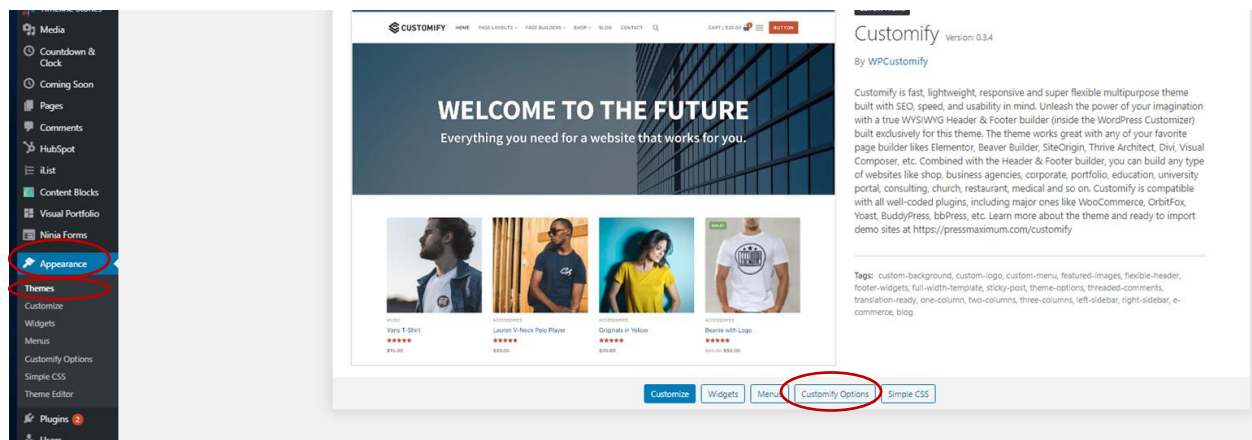 Timeline Stories
Media
Countdown &
Clock
Coming Soon
Pages
Comments
HubSpot
iList
Content Blocks
Visual Portfolio
Ninja Forms
Appearance
Themes
Customize
Widgets
Menus
Customify Options
Simple CSS
Theme Editor
Plugins 2
Users
CUSTOMIFY HOME PAGE LAYOUTS PAGE BUILDERS SHOP BLOG CONTACT CART / $35.00 BUTTON
WELCOME TO THE FUTURE
Everything you need for a website that works for you.
MUSIC ACCESSORIES ACCESSORIES ACCESSORIES
Vans T-Shirt Lauren V-Neck Polo Player Originals in Yellow Beanie with Logo
Customify Version: 0.3.4
By WPCustomify
Customify is fast, lightweight, responsive and super flexible multipurpose theme
built with SEO, speed, and usability in mind. Unleash the power of your imagination
with a true WYSIWYG Header & Footer builder (inside the WordPress Customizer)
built exclusively for this theme. The theme works great with any of your favorite
page builder likes Elementor, Beaver Builder, SiteOrigin, Thrive Architect, Divi, Visual
Composer, etc. Combined with the Header & Footer builder, you can build any type
of websites like shop, business agencies, corporate, portfolio, education, university
portal, consulting, church, restaurant, medical and so on. Customify is compatible
with all well-coded plugins, including major ones like WooCommerce, OrbitFox,
Yoast, BuddyPress, bbPress, etc. Learn more about the theme and ready to import
demo sites at https://pressmaximum.com/customify
Tags: custom-background, custom-logo, custom-menu, featured-images, flexible-header,
footer-widgets, full-width-template, sticky-post, theme-options, threaded-comments,
translation-ready, one-column, two-columns, three-columns, left-sidebar, right-sidebar, e-
commerce, blog
Customize Widgets Menus Customify Options Simple CSS